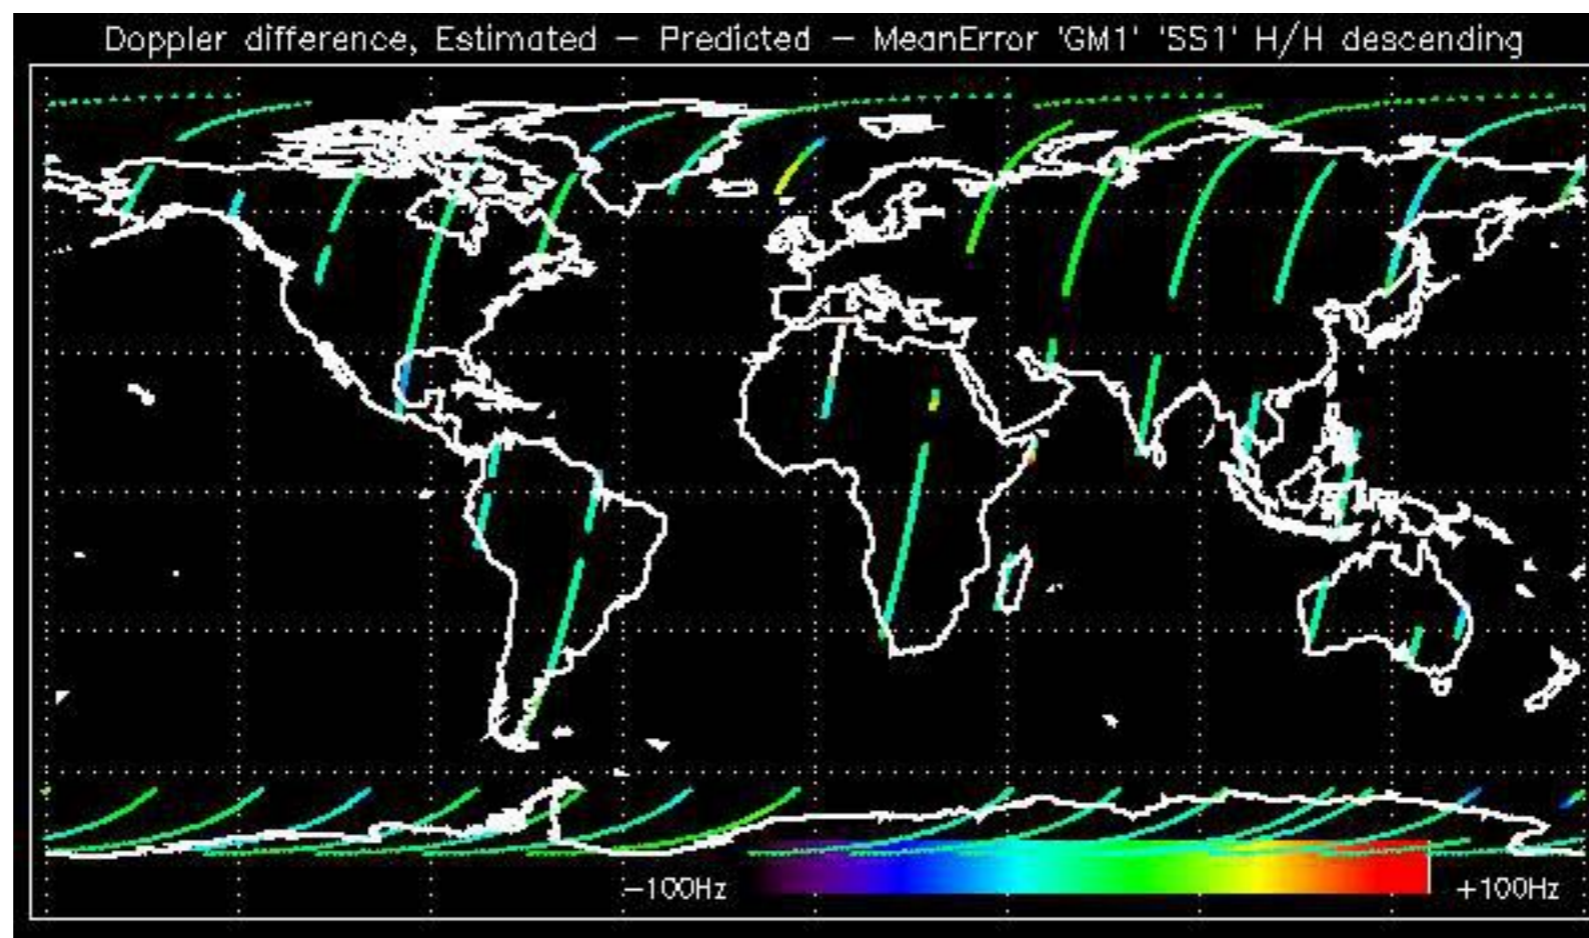 Doppler difference, Estimated – Predicted – MeanError 'GM1' 'SS1' H/H descending
-100Hz
+100Hz